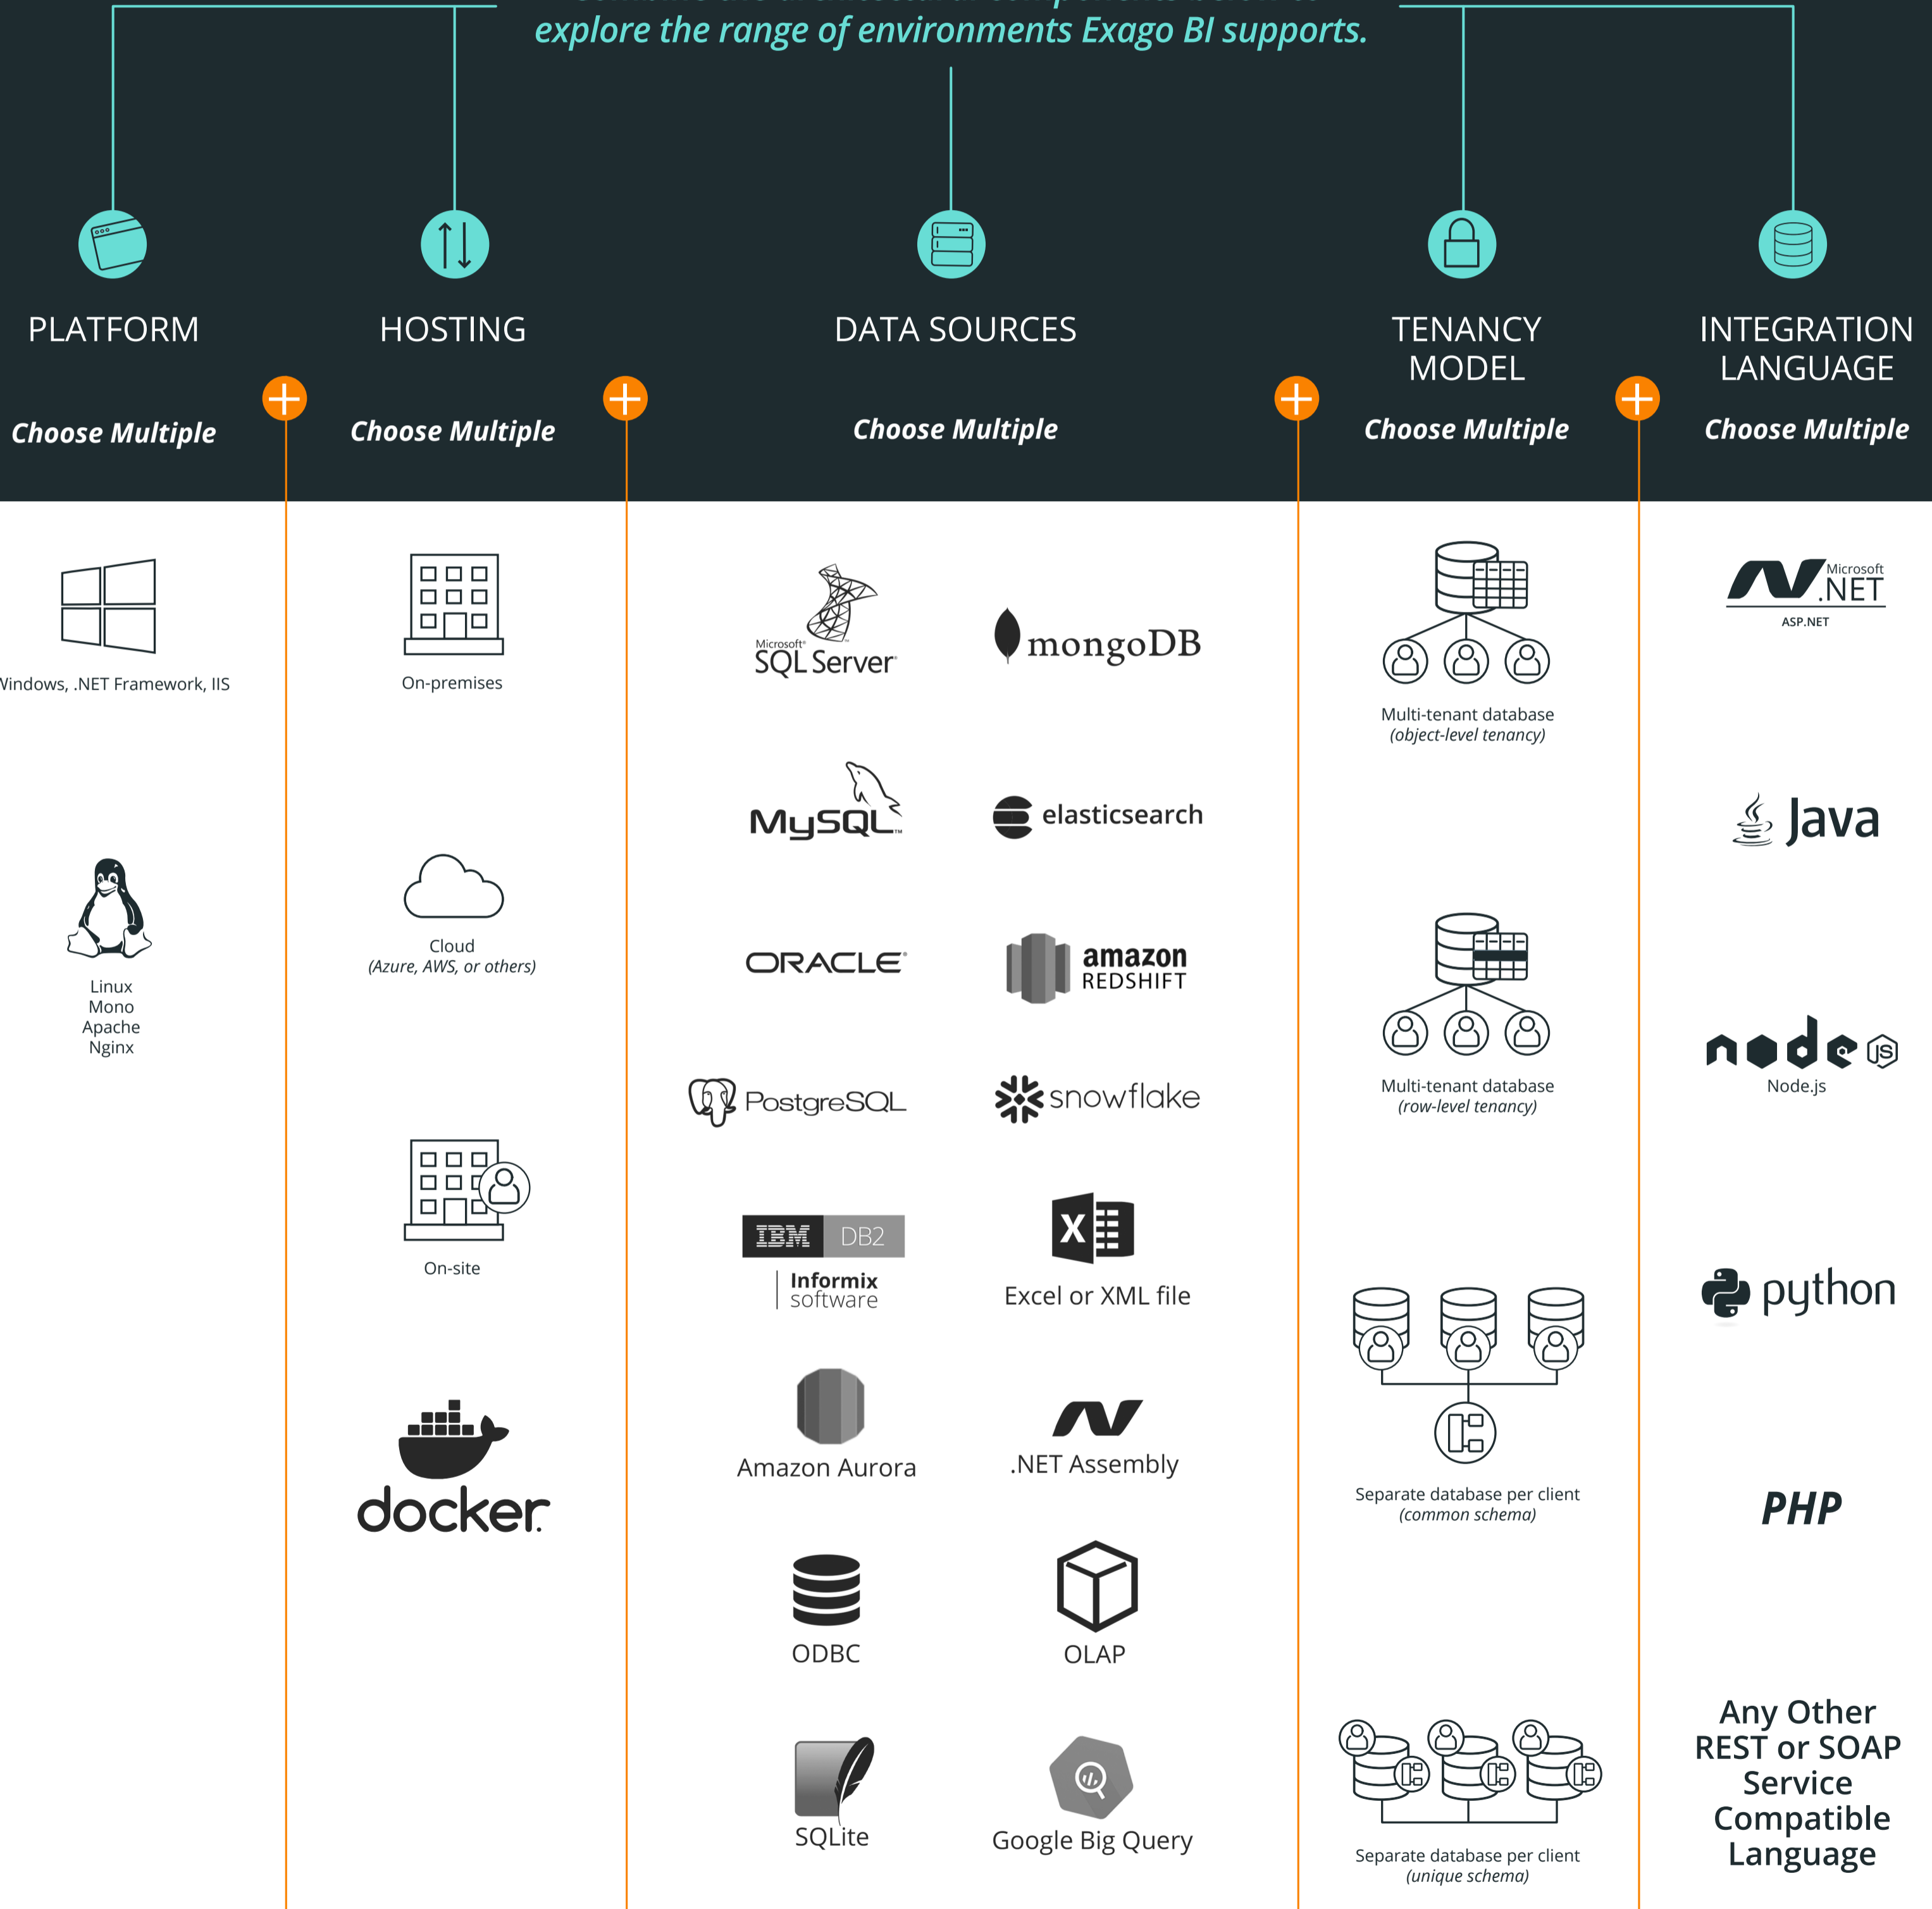 explore the range of environments Exago BI supports.
PLATFORM
Choose Multiple
Windows, .NET Framework, IIS
Linux
Mono
Apache
Nginx
HOSTING
Choose Multiple
On-premises
Cloud
(Azure, AWS, or others)
On-site
docker
DATA SOURCES
Choose Multiple
Microsoft®
SQL Server®
mongoDB
MySQL™
elasticsearch
ORACLE®
amazon
REDSHIFT
PostgreSQL
snowflake
IBM DB2
Informix
software
X
Excel or XML file
Amazon Aurora
.NET Assembly
ODBC
OLAP
SQLite
Google Big Query
TENANCY
MODEL
Choose Multiple
Multi-tenant database
(object-level tenancy)
Multi-tenant database
(row-level tenancy)
Separate database per client
(common schema)
Separate database per client
(unique schema)
INTEGRATION
LANGUAGE
Choose Multiple
Microsoft
.NET
ASP.NET
Java
node JS
Node.js
python
PHP
Any Other
REST or SOAP
Service
Compatible
Language